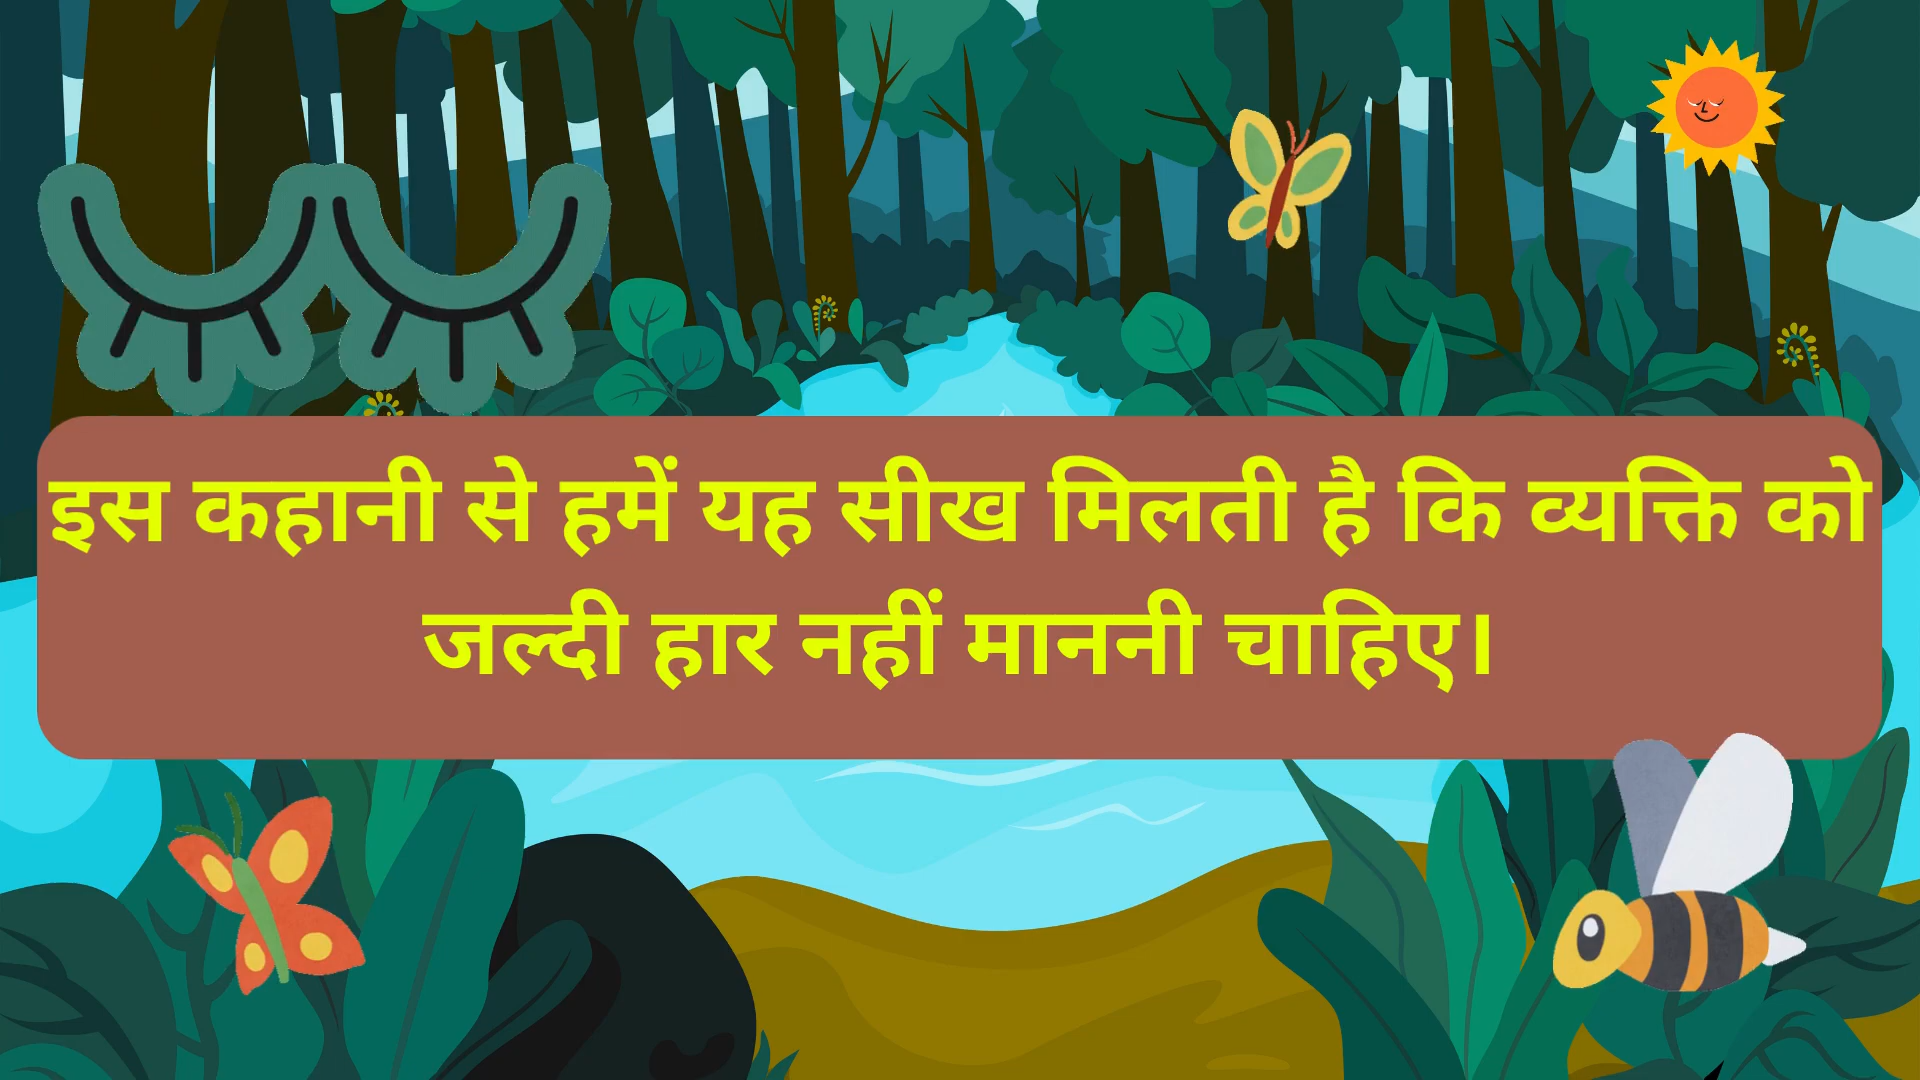 इस कहानी से हमें यह सीख मिलती है कि व्यक्ति को
जल्दी हार नहीं माननी चाहिए।